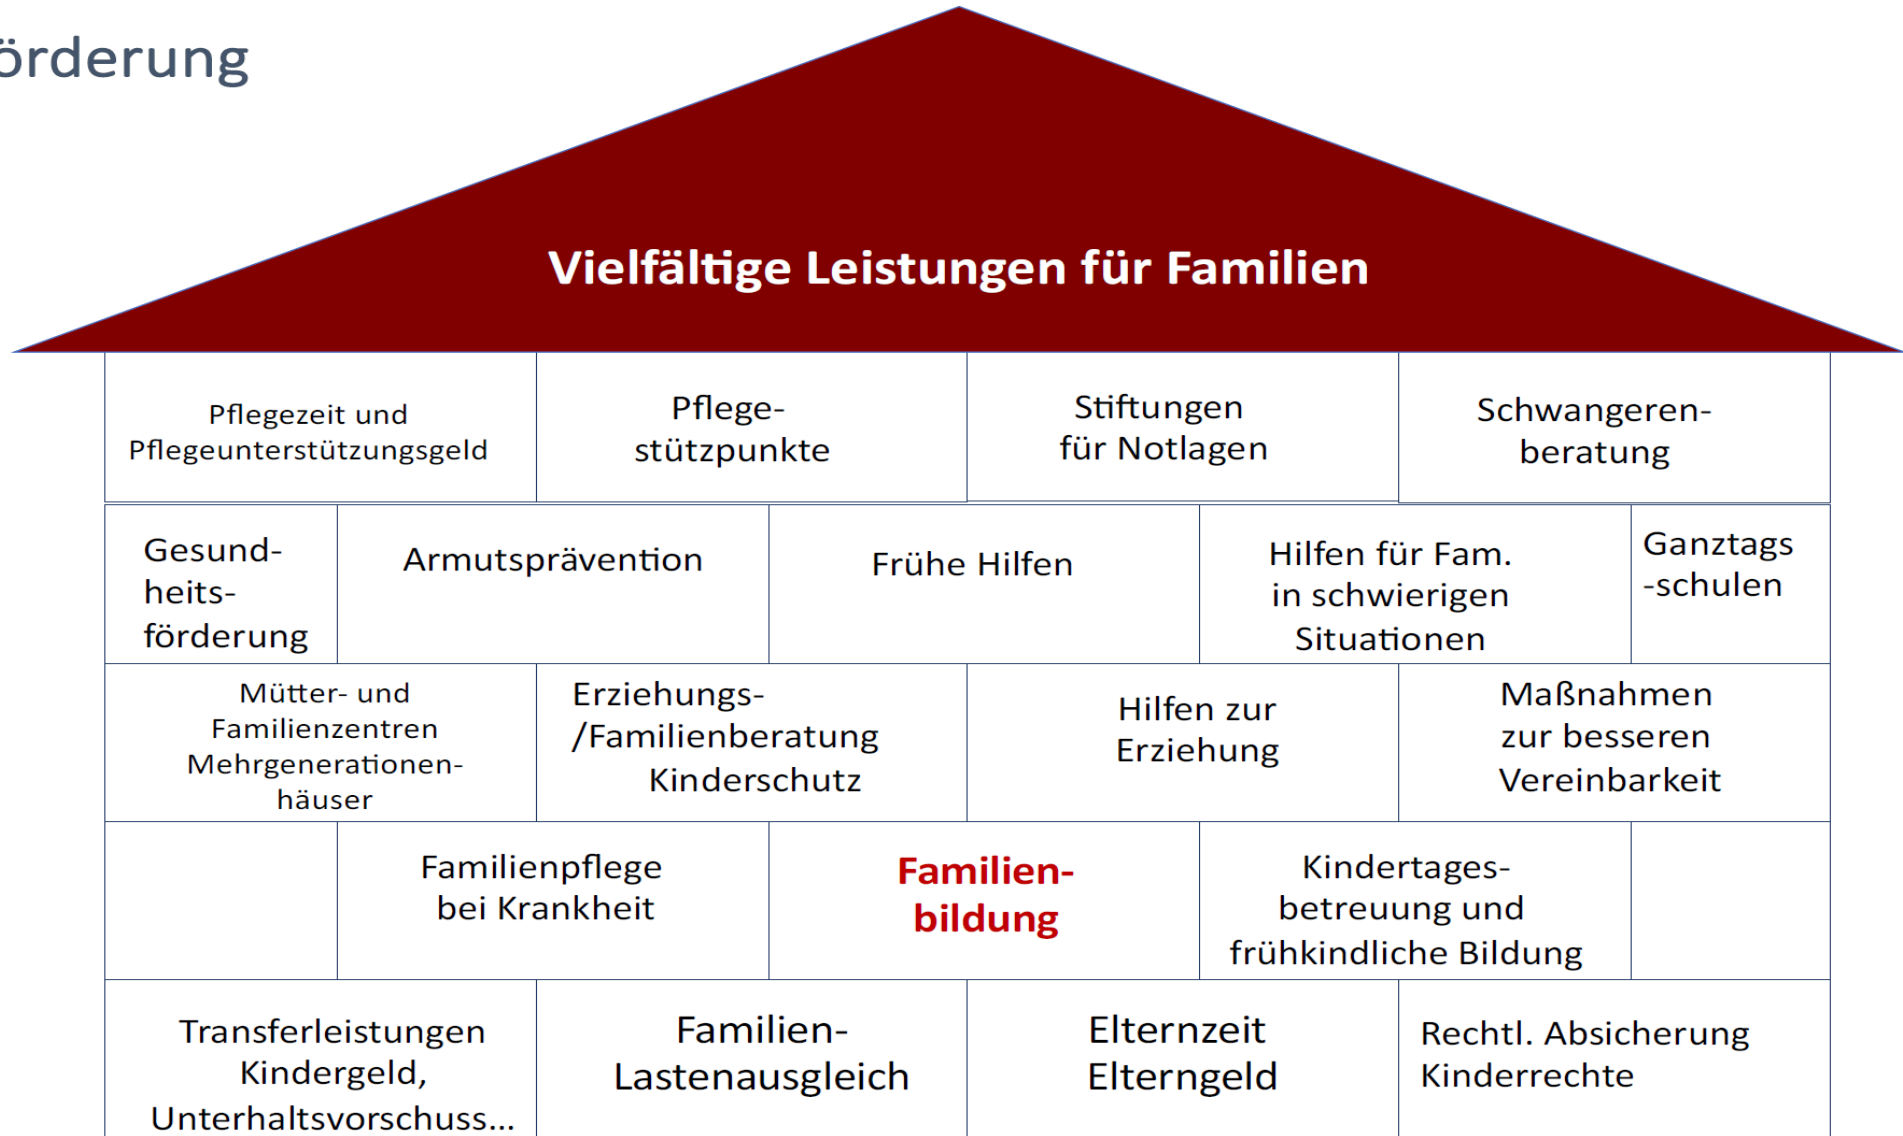 örderung
Vielfältige Leistungen für Familien
Pflegezeit und
Pflegeunterstützungsgeld
Pflege-
stützpunkte
Stiftungen
für Notlagen
Schwangeren-
beratung
Gesund-
heits-
förderung
Armutsprävention
Frühe Hilfen
Hilfen für Fam.
in schwierigen
Situationen
Ganztags
-schulen
Mütter- und
Familienzentren
Mehrgenerationen-
häuser
Erziehungs-
/Familienberatung
Kinderschutz
Hilfen zur
Erziehung
Maßnahmen
zur besseren
Vereinbarkeit
Familienpflege
bei Krankheit
Familien-
bildung
Kindertages-
betreuung und
frühkindliche Bildung
Transferleistungen
Kindergeld,
Unterhaltsvorschuss...
Familien-
Lastenausgleich
Elternzeit
Elterngeld
Rechtl. Absicherung
Kinderrechte